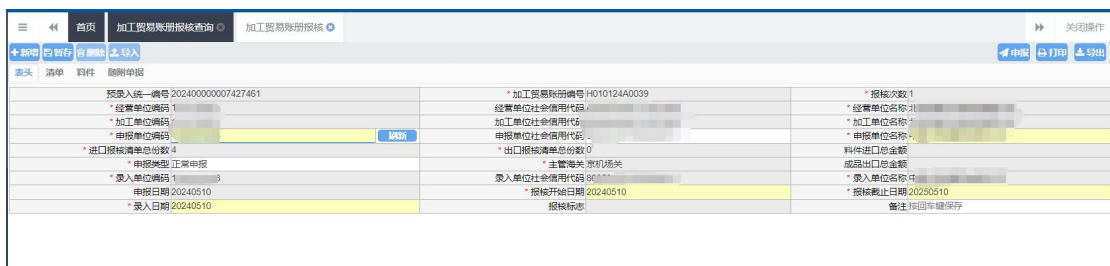 首页 加工贸易账册报核查询 加工贸易账册报核 关闭操作
+新增 暂存 删除 导入 申报 打印 导出
表头 清单 料件 随附单据
预录入统一编号 202400000007427461 * 加工贸易账册编号 H010124A0039 * 报核次数 1
* 经营单位编码 1 经营单位社会信用代码 * 经营单位名称 北
* 加工单位编码 加工单位社会信用代码 * 加工单位名称
* 申报单位编码 刷新 申报单位社会信用代码 * 申报单位名称
* 进口报核清单总份数 4 * 出口报核清单总份数 0 料件进口总金额
* 申报类型 正常申报 * 主管海关 京机场关 成品出口总金额
* 录入单位编码 1 录入单位社会信用代码 * 录入单位名称
申报日期 20240510 * 报核开始日期 20240510 * 报核截止日期 20250510
* 录入日期 20240510 报核标志 备注 按回车键保存